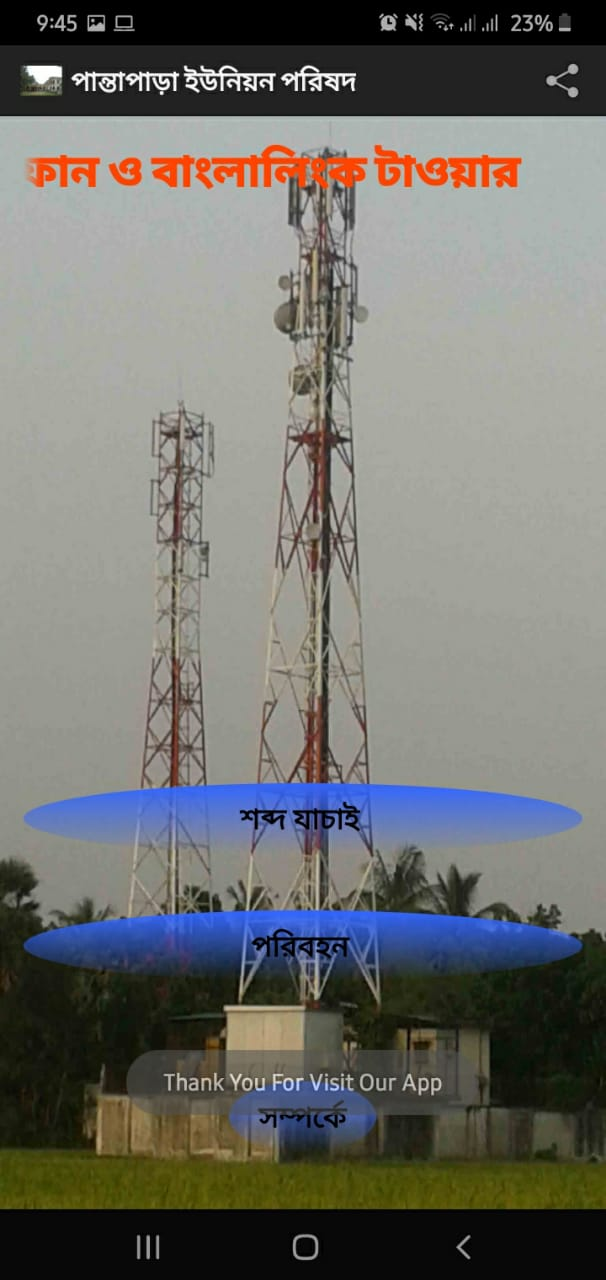 9:45 23%
পান্তাপাড়া ইউনিয়ন পরিষদ
ফোন ও বাংলালিংক টাওয়ার
শব্দ যাচাই
পরিবহন
Thank You For Visit Our App
সম্পর্কে